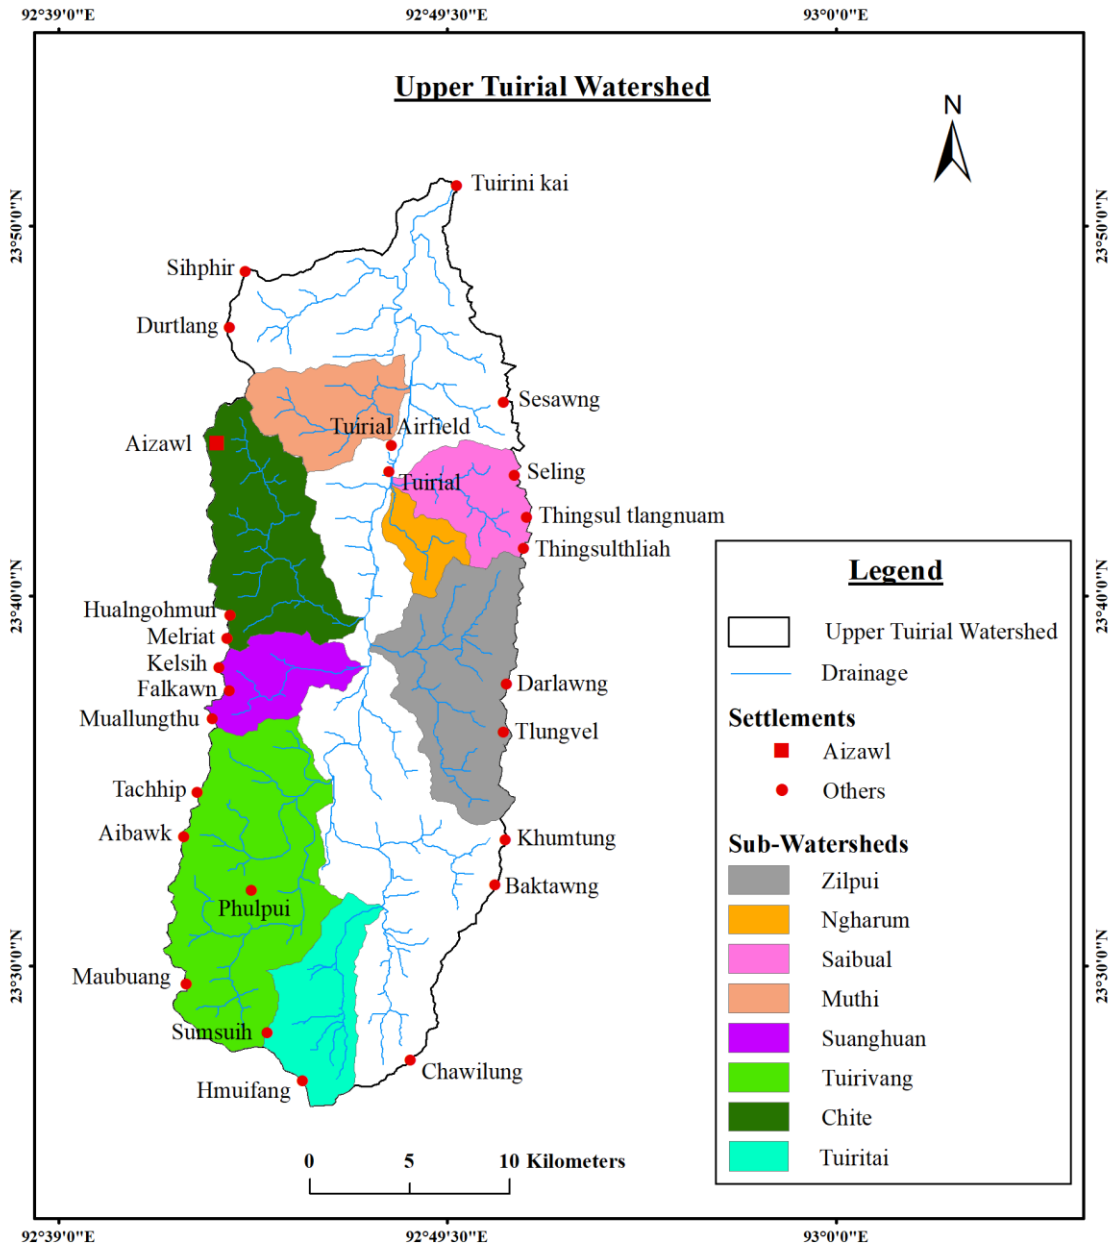 92°39'0"E
92°49'30"E
93°0'0"E
Upper Tuirial Watershed
N
Tuirini kai
23°50'0"N
23°50'0"N
Sihphir
Durtlang
Sesawng
Tuirial Airfield
Aizawl
Seling
Tuirial
Thingsul tlangnuam
Thingsulthliah
Legend
23°40'0"N
23°40'0"N
Hualngohmun
Melriat
Kelsih
Falkawn
Muallungthu
Upper Tuirial Watershed
Drainage
Darlawng
Tlungvel
Settlements
Aizawl
Others
Tachhip
Aibawk
Khumtung
Baktawng
Phulpui
Sub-Watersheds
Zilpui
Ngharum
Saibual
Muthi
Suanghuan
Tuirivang
Chite
Tuiritai
23°30'0"N
23°30'0"N
Maubuang
Sumsuih
Chawilung
Hmuifang
0 5 10 Kilometers
92°39'0"E
92°49'30"E
93°0'0"E